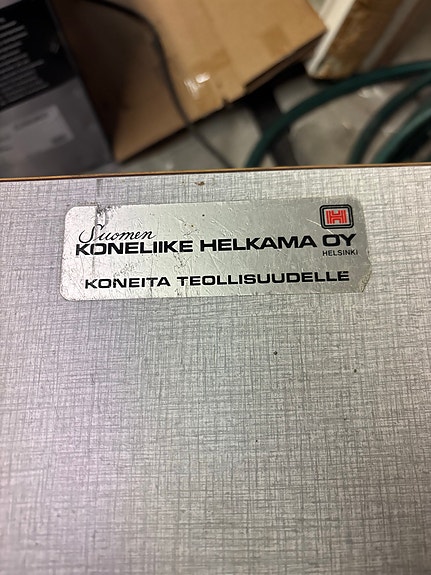 Suomen
KONELIIKE HELKAMA OY
HELSINKI
KONEITA TEOLLISUUDELLE